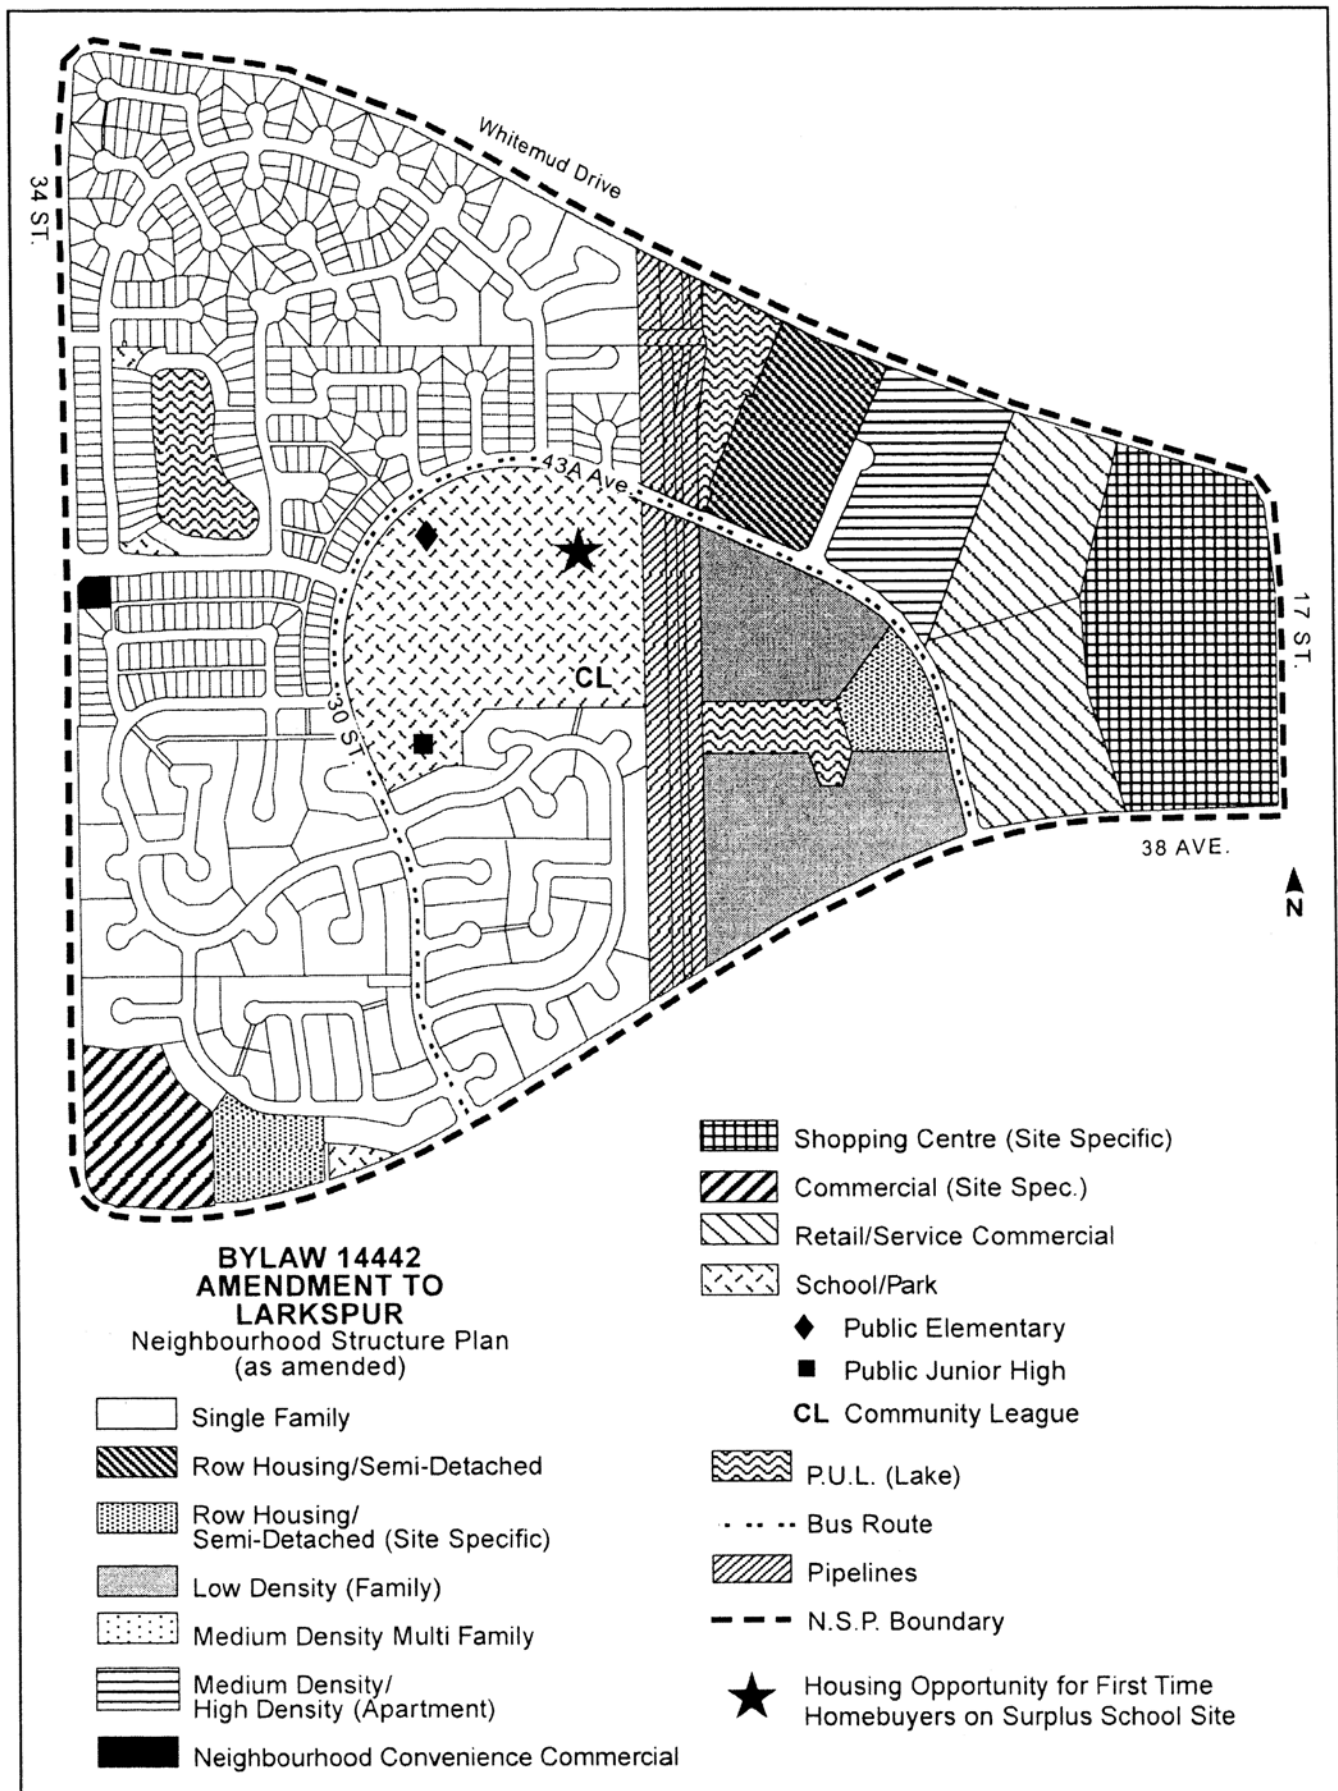 Whitemud Drive
34 ST.
43A Ave.
CL
30 ST
17 ST.
38 AVE.
N
BYLAW 14442
AMENDMENT TO
LARKSPUR
Neighbourhood Structure Plan
(as amended)
Single Family
Row Housing/Semi-Detached
Row Housing/
Semi-Detached (Site Specific)
Low Density (Family)
Medium Density Multi Family
Medium Density/
High Density (Apartment)
Neighbourhood Convenience Commercial
Shopping Centre (Site Specific)
Commercial (Site Spec.)
Retail/Service Commercial
School/Park
Public Elementary
Public Junior High
CL Community League
P.U.L. (Lake)
Bus Route
Pipelines
N.S.P. Boundary
Housing Opportunity for First Time
Homebuyers on Surplus School Site